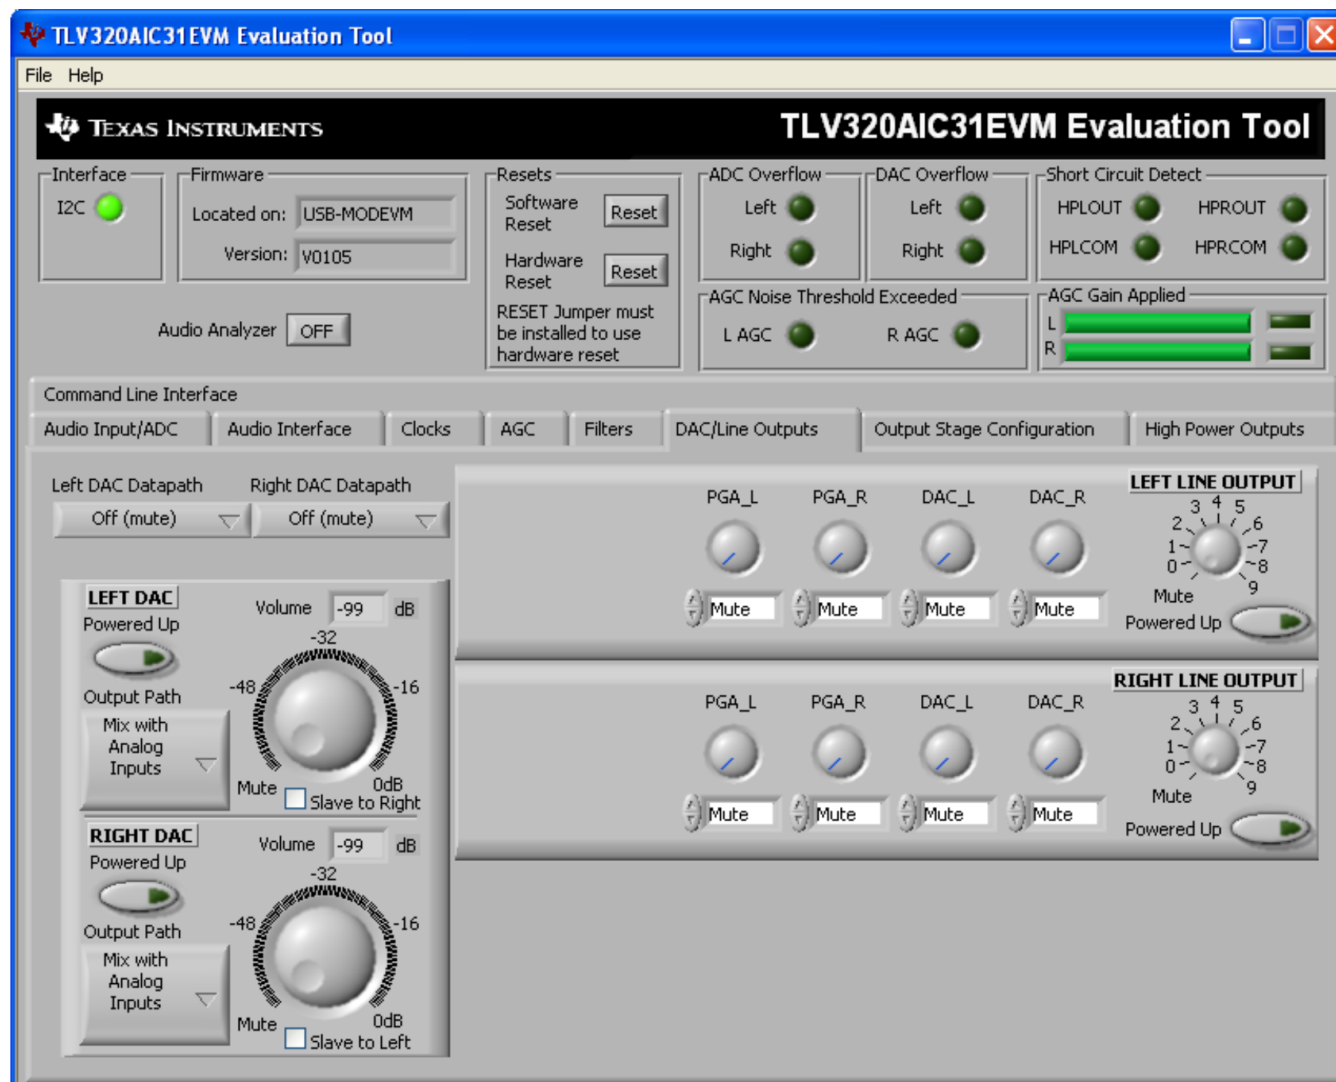 TLV320AIC31EVM Evaluation Tool
File Help
TEXAS INSTRUMENTS
TLV320AIC31EVM Evaluation Tool
Interface
I2C
Firmware
Located on: USB-MODEVM
Version: V0105
Audio Analyzer OFF
Resets
Software
Reset
Reset
Hardware
Reset
Reset
RESET Jumper must
be installed to use
hardware reset
ADC Overflow
Left
Right
DAC Overflow
Left
Right
Short Circuit Detect
HPLOUT HPROUT
HPLCOM HPRCOM
AGC Noise Threshold Exceeded
L AGC R AGC
AGC Gain Applied
L
R
Command Line Interface
Audio Input/ADC Audio Interface Clocks AGC Filters DAC/Line Outputs Output Stage Configuration High Power Outputs
Left DAC Datapath Right DAC Datapath
Off (mute) Off (mute)
LEFT DAC
Powered Up
Output Path
Mix with
Analog
Inputs
Volume -99 dB
-32
-48 -16
Mute 0dB
Slave to Right
RIGHT DAC
Powered Up
Output Path
Mix with
Analog
Inputs
Volume -99 dB
-32
-48 -16
Mute 0dB
Slave to Left
PGA_L PGA_R DAC_L DAC_R
Mute Mute Mute Mute
LEFT LINE OUTPUT
3 4 5
2 6
1 7
0 8
Mute 9
Powered Up
PGA_L PGA_R DAC_L DAC_R
Mute Mute Mute Mute
RIGHT LINE OUTPUT
3 4 5
2 6
1 7
0 8
Mute 9
Powered Up